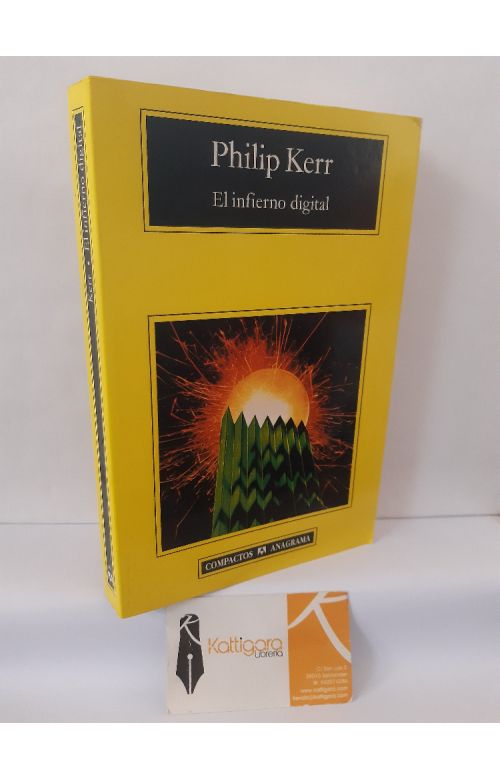 Philip Kerr
El infierno digital
Kerr • El infierno digital
COMPACTOS ANAGRAMA
Kattigara
Librería
www.kattigara.com